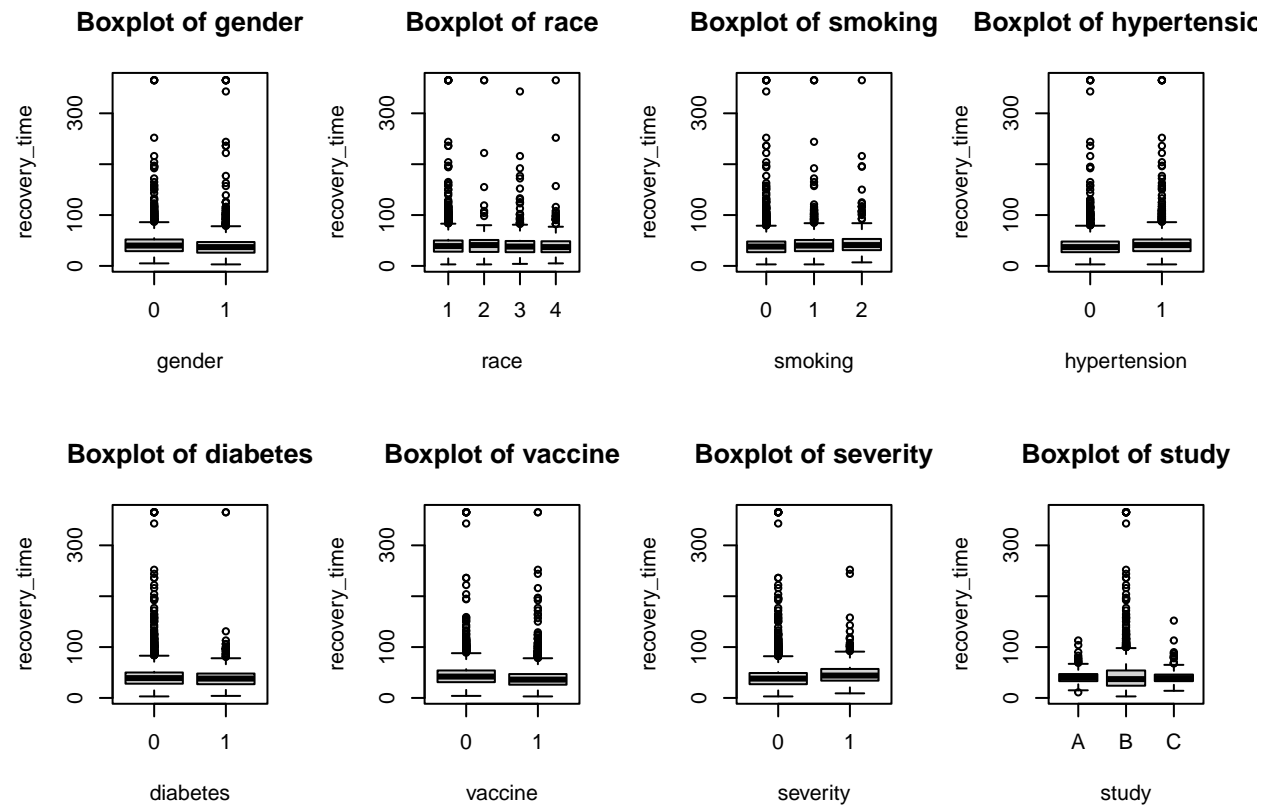 Boxplot of gender
recovery_time
300
100
0
0 1
gender
Boxplot of race
recovery_time
300
100
0
1 2 3 4
race
Boxplot of smoking
recovery_time
300
100
0
0 1 2
smoking
Boxplot of hypertensic
recovery_time
300
100
0
0 1
hypertension
Boxplot of diabetes
recovery_time
300
100
0
0 1
diabetes
Boxplot of vaccine
recovery_time
300
100
0
0 1
vaccine
Boxplot of severity
recovery_time
300
100
0
0 1
severity
Boxplot of study
recovery_time
300
100
0
A B C
study